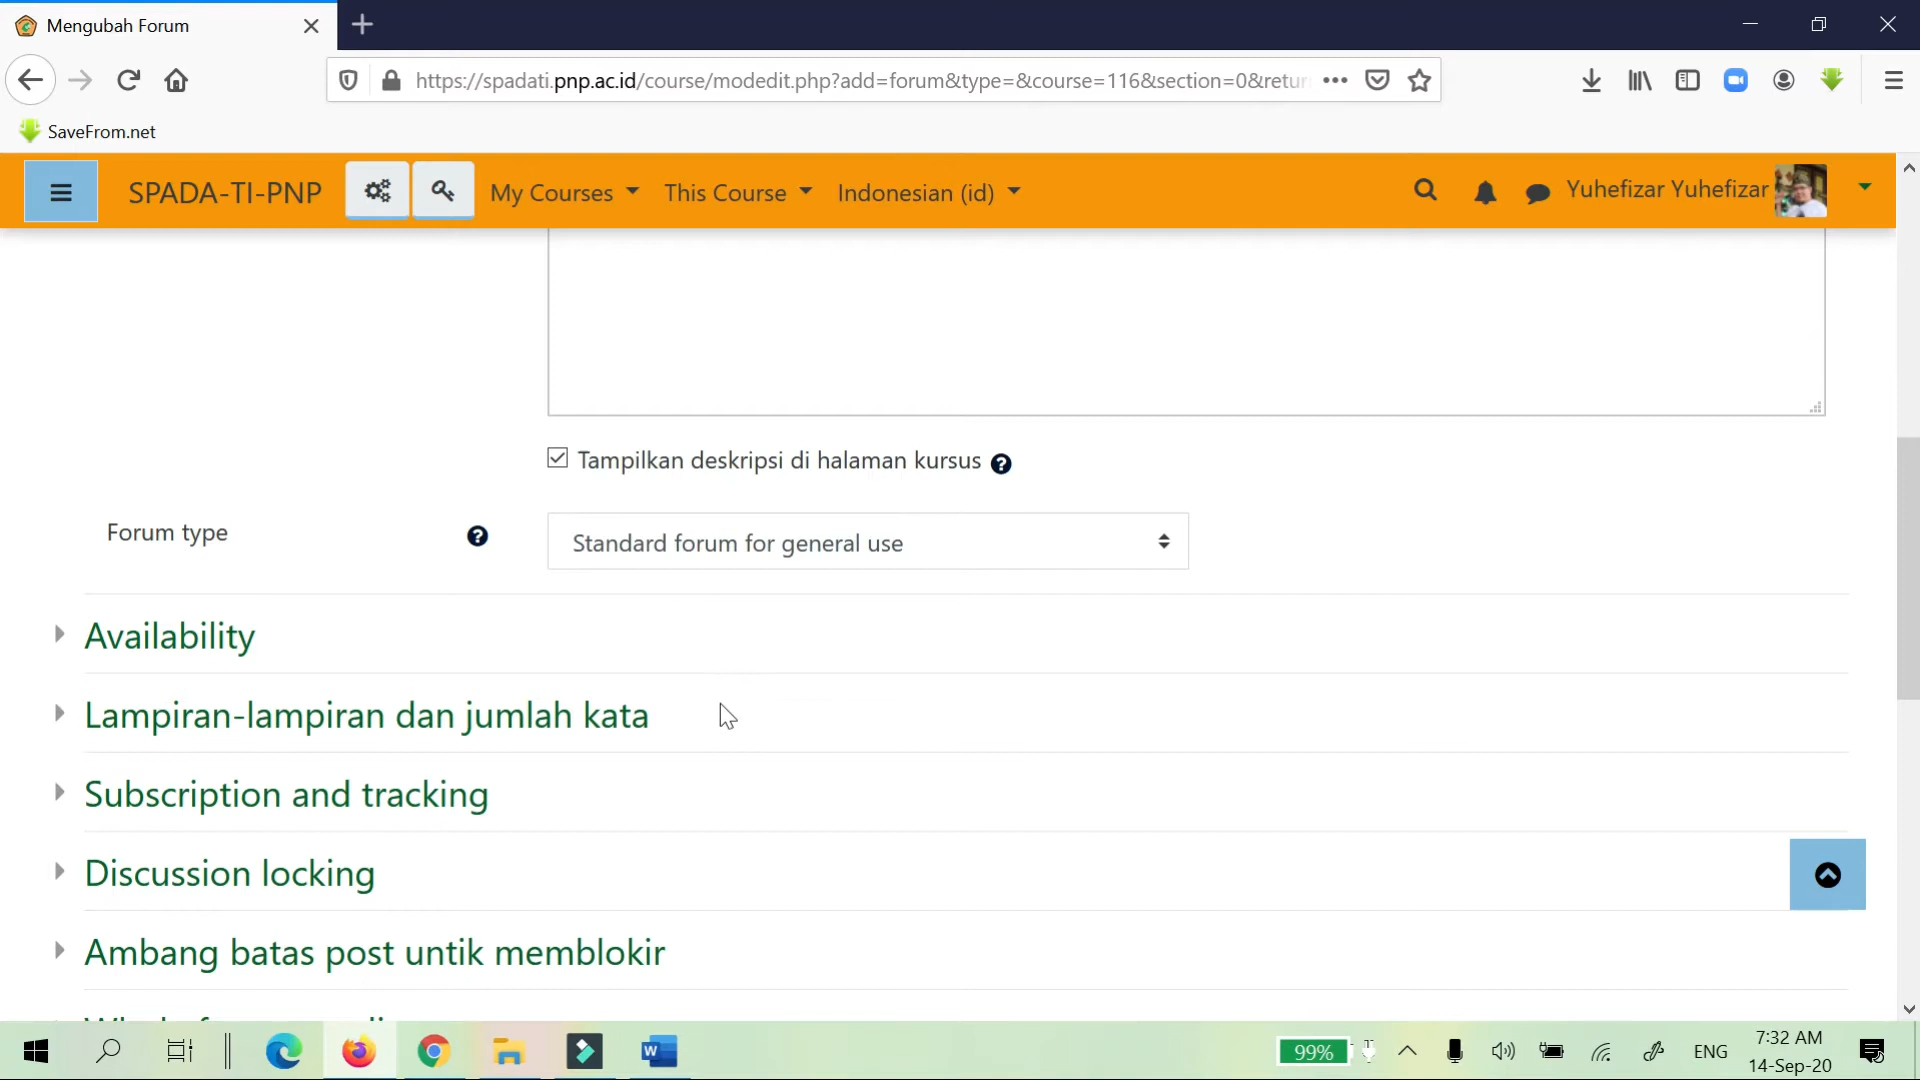 Mengubah Forum
https://spadati.pnp.ac.id/course/modedit.php?add=forum&type=&course=116&section=0&retur
SaveFrom.net
SPADA-TI-PNP My Courses This Course Indonesian (id) Yuhefizar Yuhefizar
Tampilkan deskripsi di halaman kursus
Forum type Standard forum for general use
Availability
Lampiran-lampiran dan jumlah kata
Subscription and tracking
Discussion locking
Ambang batas post untik memblokir
99% ENG 7:32 AM
14-Sep-20